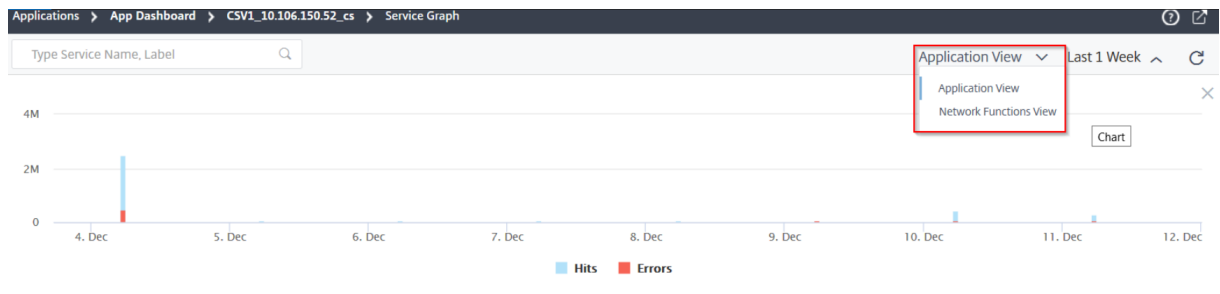 Applications > App Dashboard > CSV1_10.106.150.52_cs > Service Graph
Type Service Name, Label
Application View
Last 1 Week
Application View
Network Functions View
Chart
4M
2M
0
4. Dec 5. Dec 6. Dec 7. Dec 8. Dec 9. Dec 10. Dec 11. Dec 12. Dec
Hits Errors